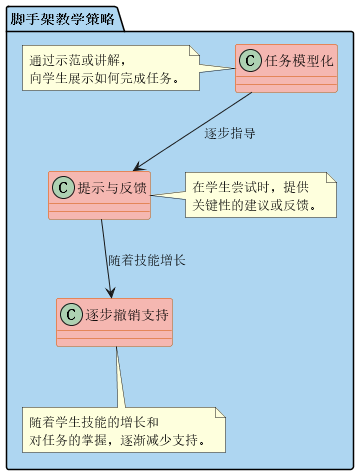 脚手架教学策略
通过示范或讲解，
向学生展示如何完成任务。
C 任务模型化
逐步指导
C 提示与反馈
在学生尝试时，提供
关键性的建议或反馈。
随着技能增长
C 逐步撤销支持
随着学生技能的增长和
对任务的掌握，逐渐减少支持。